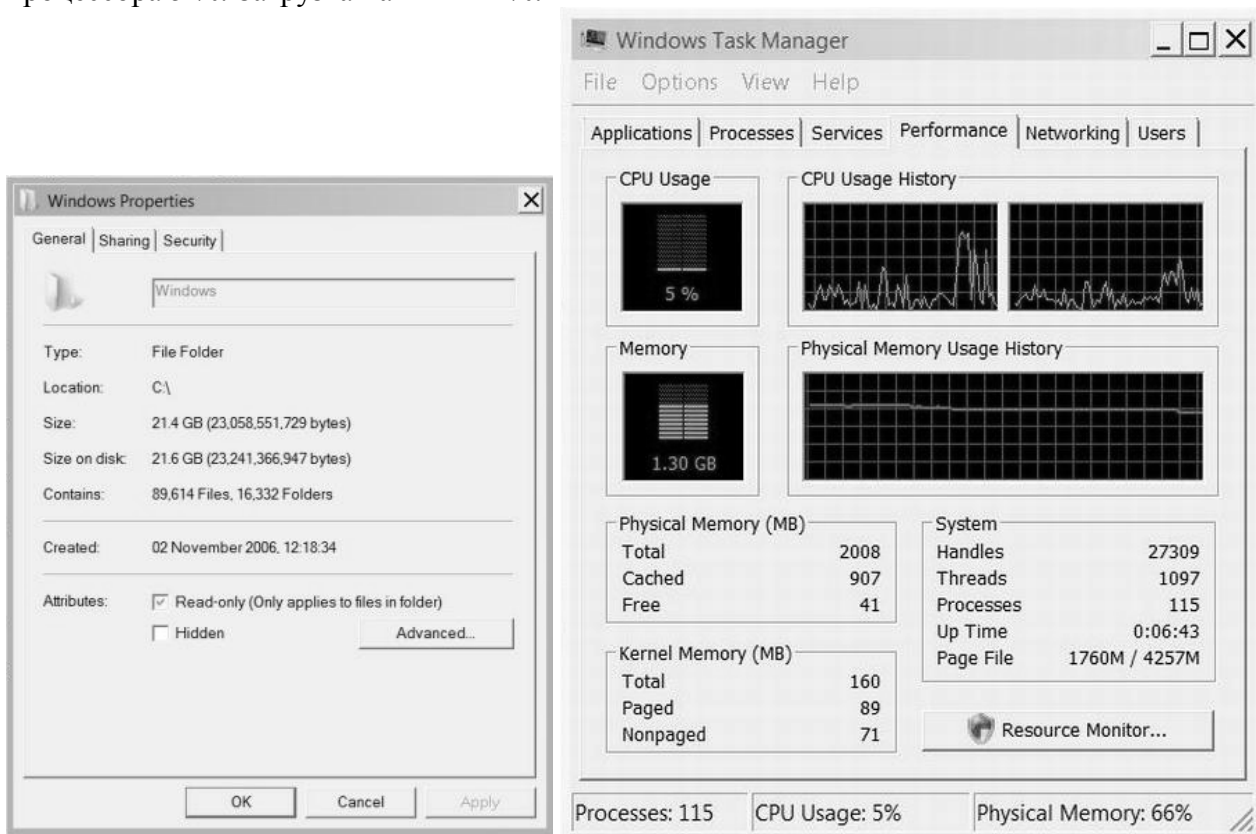 Windows Properties
General Sharing Security
Windows
Type: File Folder
Location: C:\
Size: 21.4 GB (23,058,551,729 bytes)
Size on disk: 21.6 GB (23,241,366,947 bytes)
Contains: 89,614 Files, 16,332 Folders
Created: 02 November 2006, 12:18:34
Attributes: Read-only (Only applies to files in folder)
Hidden Advanced...
OK Cancel Apply
Windows Task Manager
File Options View Help
Applications Processes Services Performance Networking Users
CPU Usage CPU Usage History
5 %
Memory Physical Memory Usage History
1.30 GB
Physical Memory (MB)
Total 2008
Cached 907
Free 41
Kernel Memory (MB)
Total 160
Paged 89
Nonpaged 71
System
Handles 27309
Threads 1097
Processes 115
Up Time 0:06:43
Page File 1760M / 4257M
Resource Monitor...
Processes: 115 CPU Usage: 5% Physical Memory: 66%